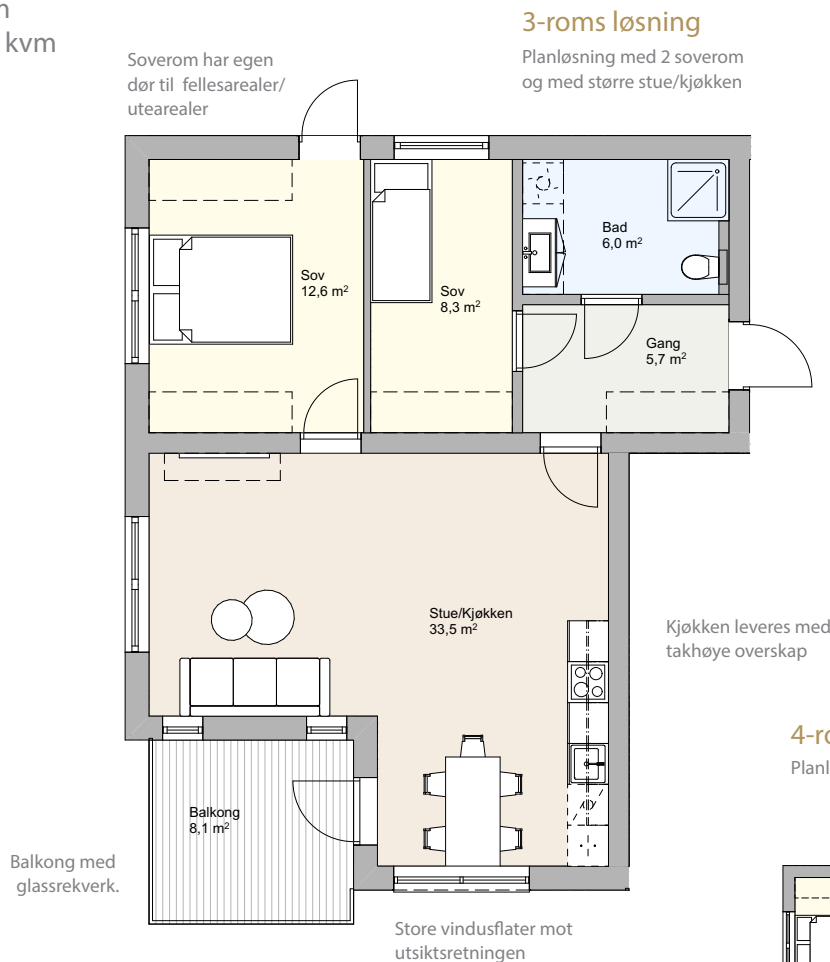 kvm
3-roms løsning
Planløsning med 2 soverom
og med større stue/kjøkken
Soverom har egen
dør til fellesarealer/
utearealer
Bad
6,0 m²
Sov
12,6 m²
Sov
8,3 m²
Gang
5,7 m²
Stue/Kjøkken
33,5 m²
Kjøkken leveres med
takhøye overskap
4-ro
Planl
Balkong
8,1 m²
Balkong med
glassrekverk.
Store vindusflater mot
utsiktsretningen